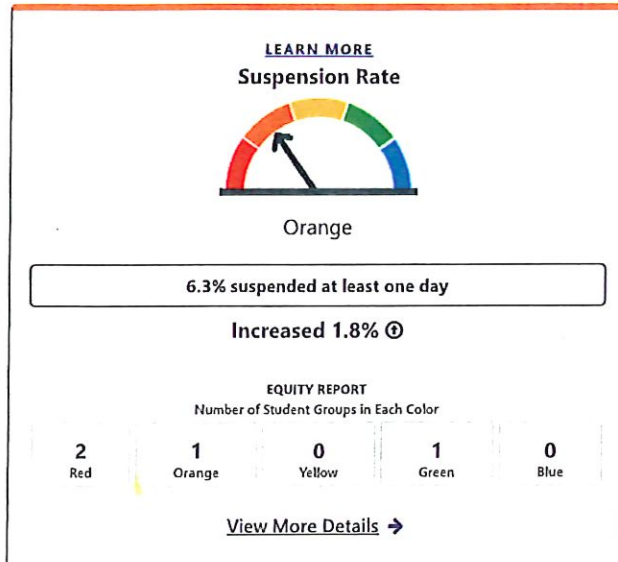 LEARN MORE
Suspension Rate
Orange
6.3% suspended at least one day
Increased 1.8%
EQUITY REPORT
Number of Student Groups in Each Color
2 1 0 1 0
Red Orange Yellow Green Blue
View More Details →